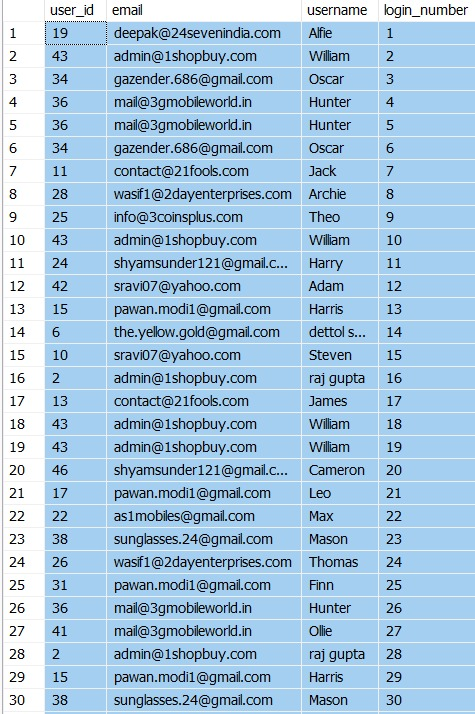 user_id email username login_number
1 19 deepak@24sevenindia.com Alfie 1
2 43 admin@1shopbuy.com William 2
3 34 gazender.686@gmail.com Oscar 3
4 36 mail@3gmobileworld.in Hunter 4
5 36 mail@3gmobileworld.in Hunter 5
6 34 gazender.686@gmail.com Oscar 6
7 11 contact@21fools.com Jack 7
8 28 wasif1@2dayenterprises.com Archie 8
9 25 info@3coinsplus.com Theo 9
10 43 admin@1shopbuy.com William 10
11 24 shyamsunder121@gmail.c... Harry 11
12 42 sravi07@yahoo.com Adam 12
13 15 pawan.modi1@gmail.com Harris 13
14 6 the.yellow.gold@gmail.com dettol s... 14
15 10 sravi07@yahoo.com Steven 15
16 2 admin@1shopbuy.com raj gupta 16
17 13 contact@21fools.com James 17
18 43 admin@1shopbuy.com William 18
19 43 admin@1shopbuy.com William 19
20 46 shyamsunder121@gmail.c... Cameron 20
21 17 pawan.modi1@gmail.com Leo 21
22 22 as1mobiles@gmail.com Max 22
23 38 sunglasses.24@gmail.com Mason 23
24 26 wasif1@2dayenterprises.com Thomas 24
25 31 pawan.modi1@gmail.com Finn 25
26 36 mail@3gmobileworld.in Hunter 26
27 41 mail@3gmobileworld.in Ollie 27
28 2 admin@1shopbuy.com raj gupta 28
29 15 pawan.modi1@gmail.com Harris 29
30 38 sunglasses.24@gmail.com Mason 30